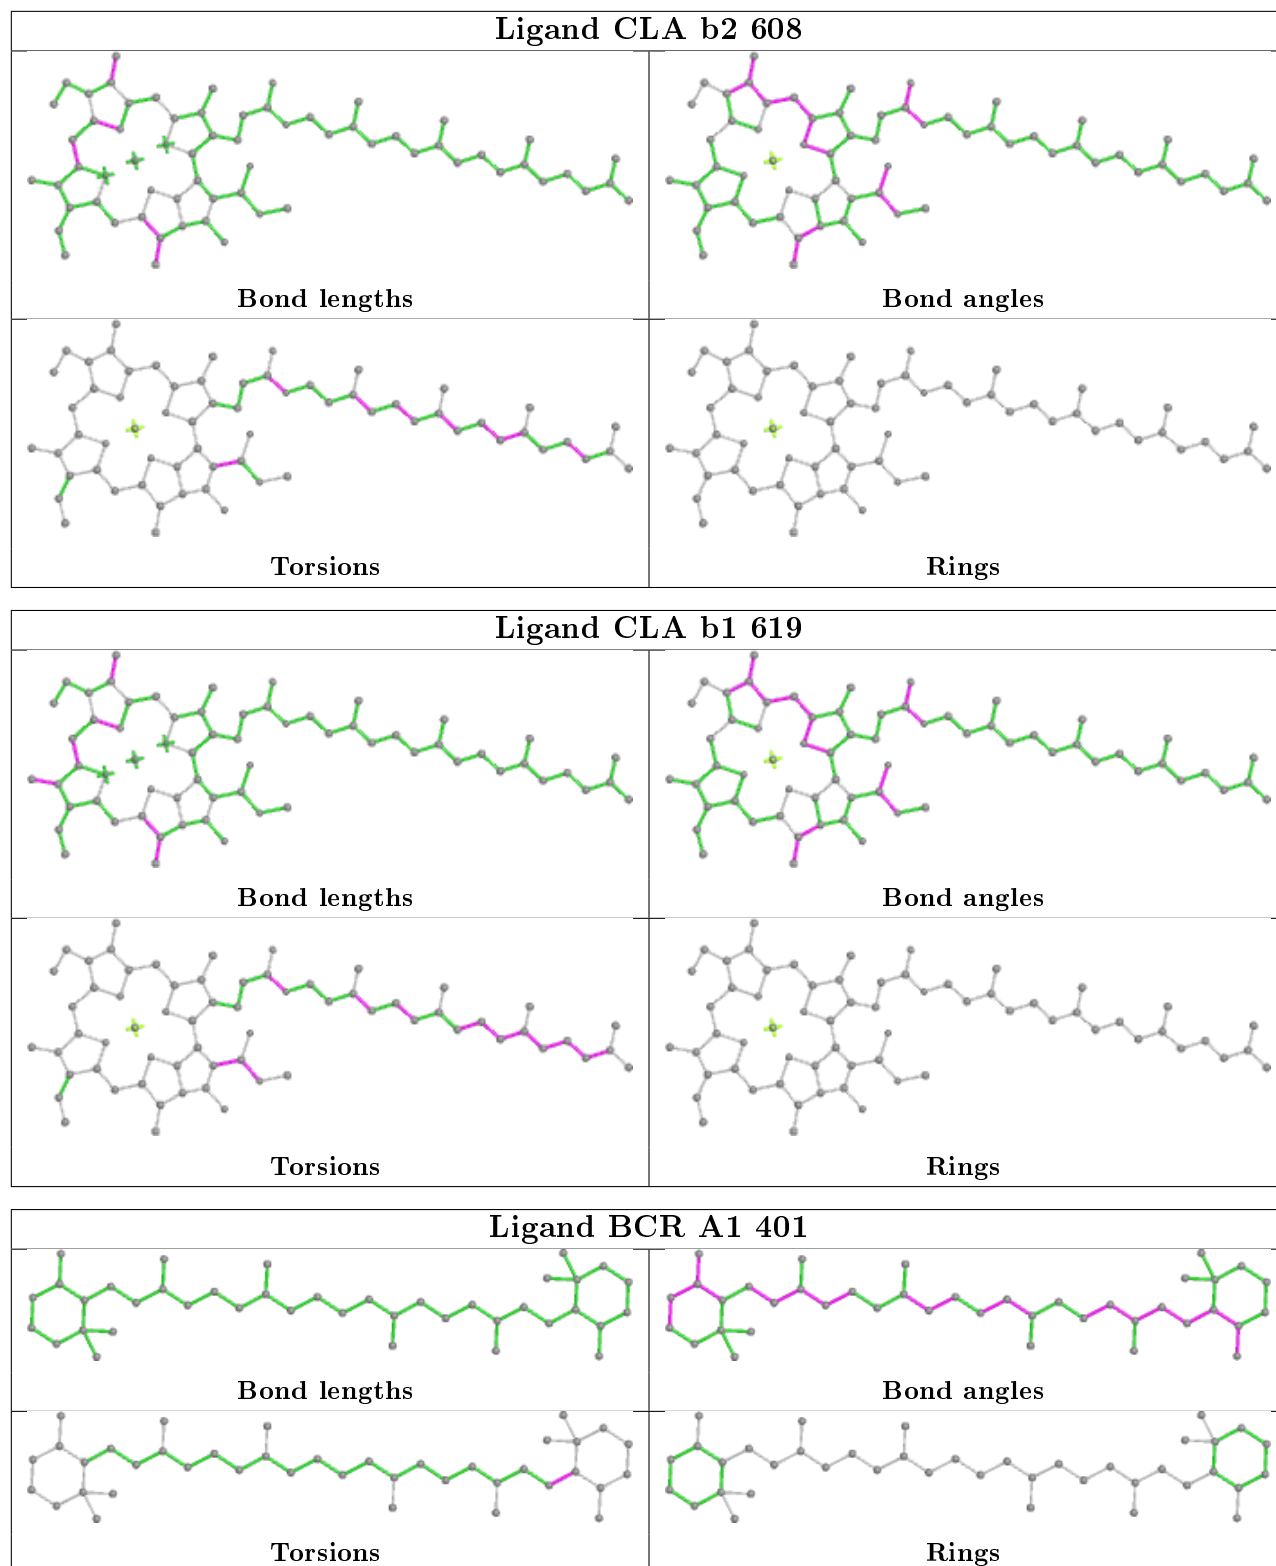 Ligand CLA b2 608
Bond lengths
Bond angles
Torsions
Rings
Ligand CLA b1 619
Bond lengths
Bond angles
Torsions
Rings
Ligand BCR A1 401
Bond lengths
Bond angles
Torsions
Rings